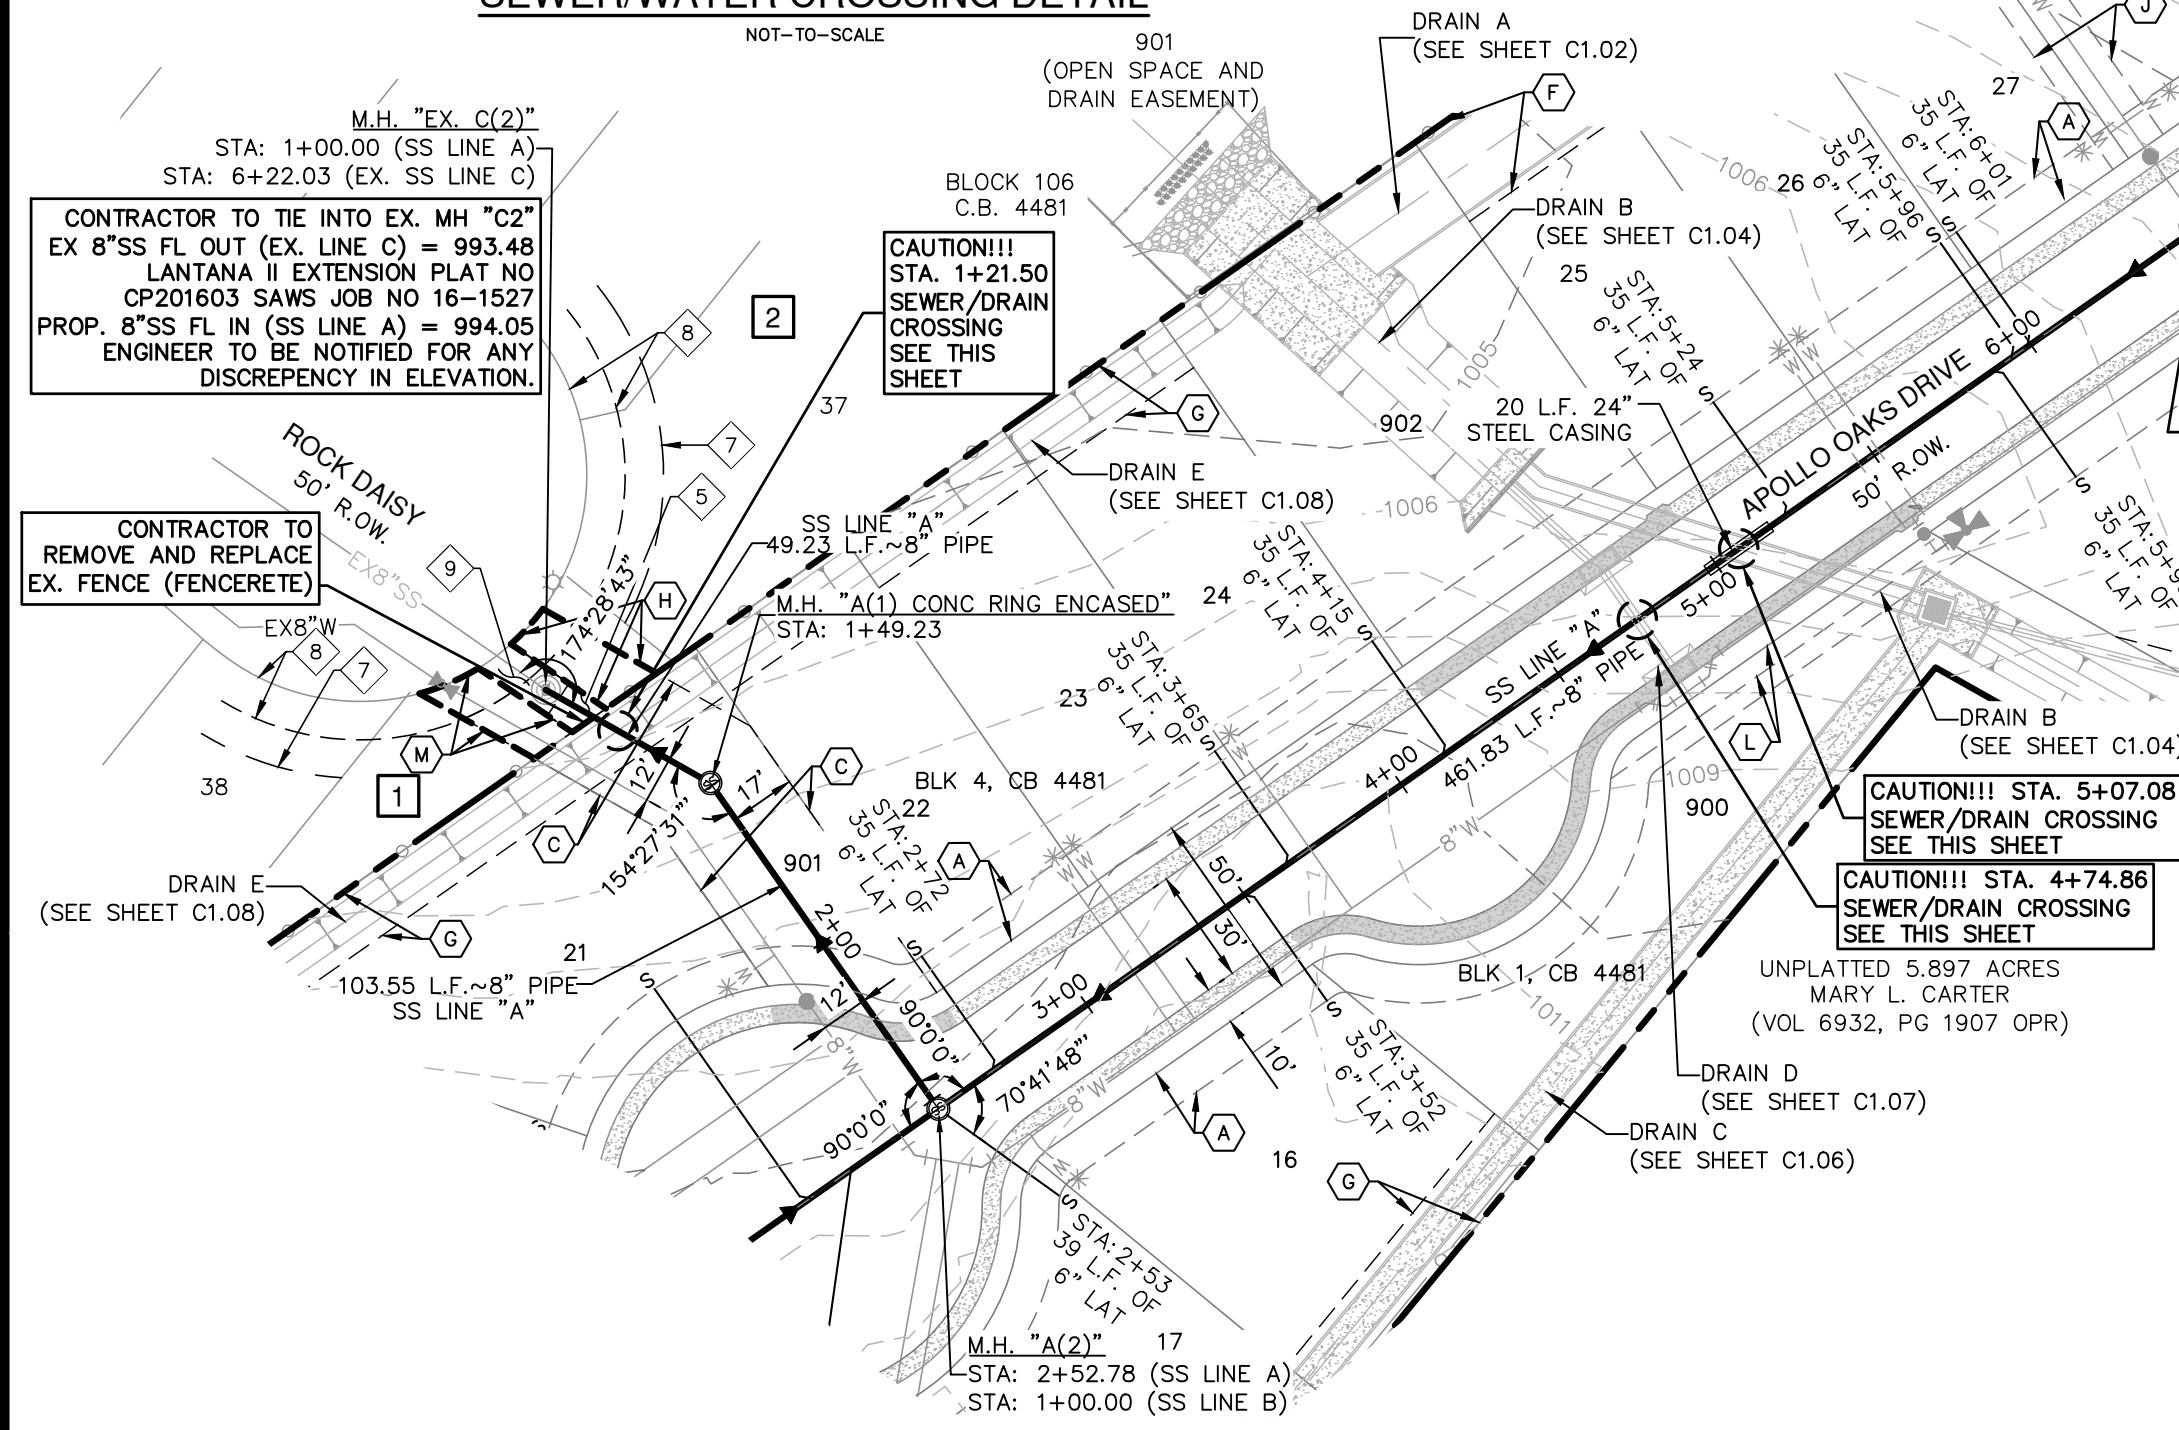 SEWER/WATER CROSSING DETAIL
NOT-TO-SCALE
M.H. "EX. C(2)"
STA: 1+00.00 (SS LINE A)
STA: 6+22.03 (EX. SS LINE C)
CONTRACTOR TO TIE INTO EX. MH "C2"
EX 8"SS FL OUT (EX. LINE C) = 993.48
LANTANA II EXTENSION PLAT NO
CP201603 SAWS JOB NO 16-1527
PROP. 8"SS FL IN (SS LINE A) = 994.05
ENGINEER TO BE NOTIFIED FOR ANY
DISCREPENCY IN ELEVATION.
901
(OPEN SPACE AND
DRAIN EASEMENT)
BLOCK 106
C.B. 4481
DRAIN A
(SEE SHEET C1.02)
F
DRAIN B
(SEE SHEET C1.04)
CAUTION!!!
STA. 1+21.50
SEWER/DRAIN
CROSSING
SEE THIS
SHEET
J
27
A
1006
26
STA: 6+01
35 L.F. OF
6" LAT
STA: 5+96
35 L.F. OF
6" LAT
S
S
25
STA: 5+24
35 L.F. OF
6" LAT
S
W
W
6+00
APOLLO OAKS DRIVE
50' R.OW.
1005
2
8
7
5
37
G
902
20 L.F. 24"
STEEL CASING
DRAIN E
(SEE SHEET C1.08)
1006
ROCK DAISY
50' R.OW.
CONTRACTOR TO
REMOVE AND REPLACE
EX. FENCE (FENCERETE)
EX8"SS
9
EX8"W
8
7
174°28'43"
H
SS LINE "A"
49.23 L.F.~8" PIPE
M.H. "A(1) CONC RING ENCASED"
STA: 1+49.23
24
STA: 4+15
35 L.F. OF
6" LAT
S
23
STA: 3+65
35 L.F. OF
6" LAT
S
5+00
S
SS LINE "A"
461.83 L.F.~8" PIPE
4+00
L
DRAIN B
(SEE SHEET C1.04)
M
1
38
12'
17'
C
C
154°27'31"
BLK 4, CB 4481
22
STA: 2+72
35 L.F. OF
6" LAT
S
A
901
W
W
50'
30'
8"W
1009
900
CAUTION!!! STA. 5+07.08
SEWER/DRAIN CROSSING
SEE THIS SHEET
CAUTION!!! STA. 4+74.86
SEWER/DRAIN CROSSING
SEE THIS SHEET
DRAIN E
(SEE SHEET C1.08)
G
21
103.55 L.F.~8" PIPE
SS LINE "A"
S
2+00
12'
8"W
90°0'0"
3+00
S
BLK 1, CB 4481
1011
UNPLATTED 5.897 ACRES
MARY L. CARTER
(VOL 6932, PG 1907 OPR)
90°0'0"
70°41'48"
8"W
10'
A
STA: 3+52
35 L.F. OF
6" LAT
16
G
DRAIN D
(SEE SHEET C1.07)
DRAIN C
(SEE SHEET C1.06)
S
STA: 2+53
39 L.F. OF
6" LAT
17
M.H. "A(2)"
STA: 2+52.78 (SS LINE A)
STA: 1+00.00 (SS LINE B)